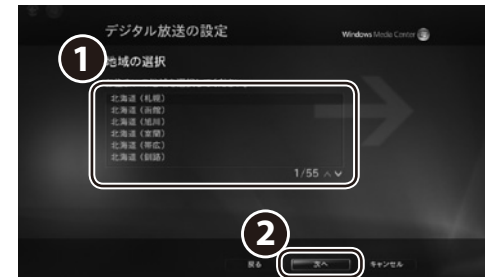 デジタル放送の設定
Windows Media Center
1
地域の選択
北海道（札幌）
北海道（函館）
北海道（旭川）
北海道（室蘭）
北海道（帯広）
北海道（釧路）
1/55
2
戻る
次へ
キャンセル